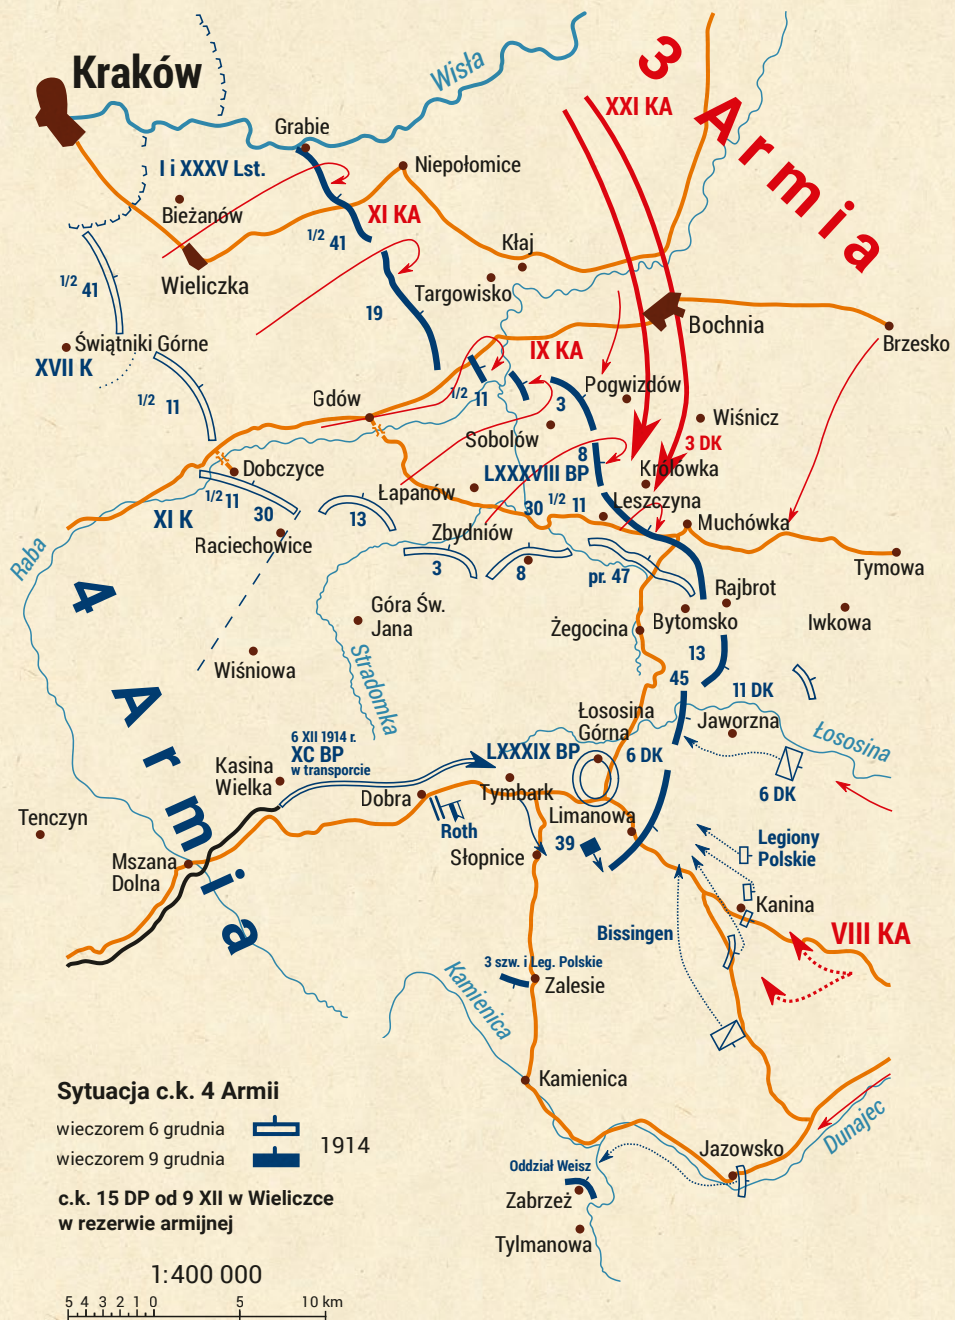 Kraków
Wisła
3 Armia
XXI KA
Grabie
I i XXXV Lst.
Niepołomice
Bieżanów
XI KA
1/2 41
Kłaj
Wieliczka
Targowisko
1/2 41
19
Bochnia
Świątniki Górne
Brzesko
XVII K
IX KA
Pogwizdów
1/2 11
Gdów
1/2 11
3
Wiśnicz
Sobolów
3 DK
8
Dobczyce
LXXXVIII BP
Królówka
Łapanów
1/2 11
30
XI K
13
30
1/2 11
Leszczyna
Muchówka
Zbydniów
Raciechowice
Raba
3
8
pr. 47
Tymowa
4 Armia
Góra Św.
Jana
Rajbrot
Bytomsko
Iwkowa
Żegocina
Stradomka
Wiśniowa
13
45
11 DK
Łososina
Górna
Jaworzna
Łososina
6 XII 1914 r.
XC BP
w transporcie
LXXXIX BP
6 DK
Kasina
Wielka
Tymbark
6 DK
Dobra
Limanowa
Tenczyn
Roth
39
Legiony
Polskie
Słopnice
Mszana
Dolna
Kanina
Bissingen
VIII KA
3 szw. i Leg. Polskie
Zalesie
Kamienica
Kamienica
Sytuacja c.k. 4 Armii
wieczorem 6 grudnia
wieczorem 9 grudnia
1914
Dunajec
Jazowsko
Oddział Weisz
Zabrzeż
c.k. 15 DP od 9 XII w Wieliczce
w rezerwie armijnej
Tylmanowa
1:400 000
5 4 3 2 1 0 5 10 km